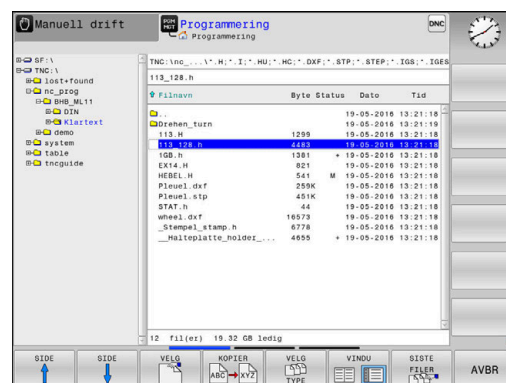 Manuell drift
PGM
MGT
Programmering
Programmering
DNC
SF:\
TNC:\
lost+found
nc_prog
BHB_ML11
DIN
Klartext
demo
system
table
tncguide
TNC:\nc_...\*.H;*.I;*.HU;*.HC;*.DXF;*.STP;*.STEP;*.IGS;*.IGES
113_128.h
Filnavn Byte Status Dato Tid
.. 19-05-2016 13:21:18
Drehen_turn 19-05-2016 13:21:19
113.H 1299 19-05-2016 13:21:18
113_128.h 4483 19-05-2016 13:21:18
1GB.h 1381 + 19-05-2016 13:21:18
EX14.H 821 19-05-2016 13:21:18
HEBEL.H 541 M 19-05-2016 13:21:18
Pleuel.dxf 259K 19-05-2016 13:21:18
Pleuel.stp 451K 19-05-2016 13:21:18
STAT.h 44 19-05-2016 13:21:18
wheel.dxf 16573 19-05-2016 13:21:18
_Stempel_stamp.h 6778 19-05-2016 13:21:18
__Halteplatte_holder_... 4655 + 19-05-2016 13:21:18
12 fil(er) 19.32 GB ledig
SIDE
SIDE
VELG
KOPIER
ABC XYZ
VELG
TYPE
VINDU
SISTE
FILER
AVBR